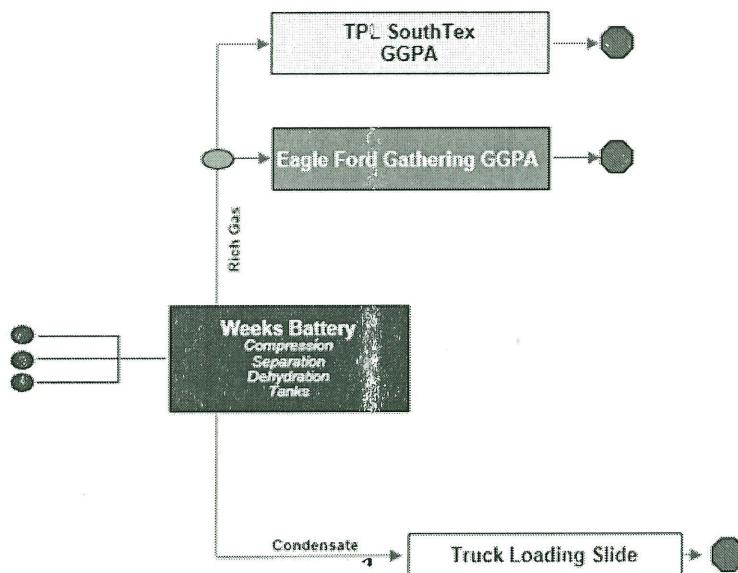 TPL SouthTex
GGPA
Eagle Ford Gathering GGPA
Rich Gas
Weeks Battery
Compression
Separation
Dehydration
Tanks
Condensate
Truck Loading Slide